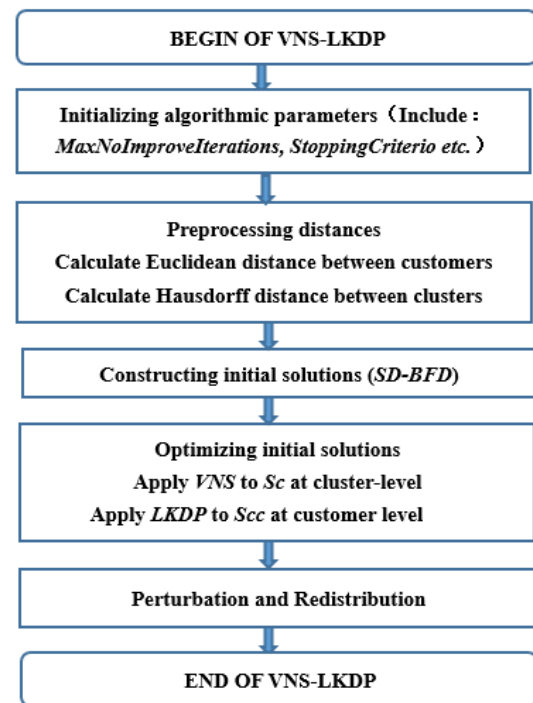 BEGIN OF VNS-LKDP
Initializing algorithmic parameters（Include :
MaxNoImproveIterations, StoppingCriterio etc.）
Preprocessing distances
Calculate Euclidean distance between customers
Calculate Hausdorff distance between clusters
Constructing initial solutions (SD-BFD)
Optimizing initial solutions
Apply VNS to Sc at cluster-level
Apply LKDP to Scc at customer level
Perturbation and Redistribution
END OF VNS-LKDP